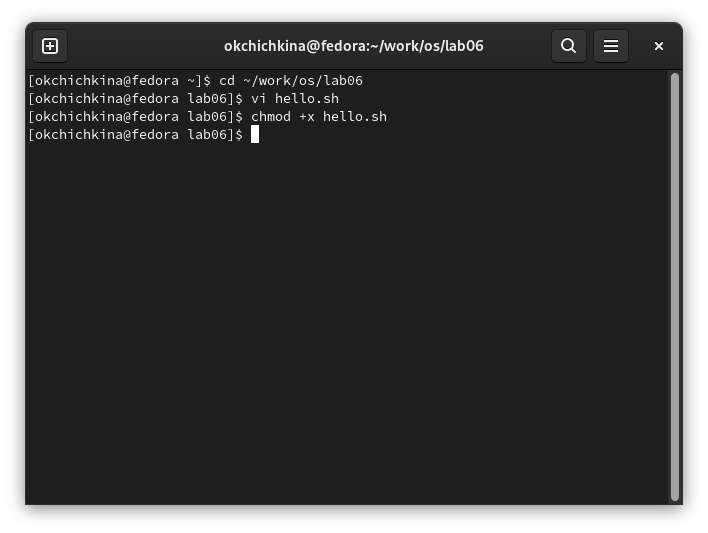 okchichkina@fedora:~/work/os/lab06
[okchichkina@fedora ~]$ cd ~/work/os/lab06
[okchichkina@fedora lab06]$ vi hello.sh
[okchichkina@fedora lab06]$ chmod +x hello.sh
[okchichkina@fedora lab06]$